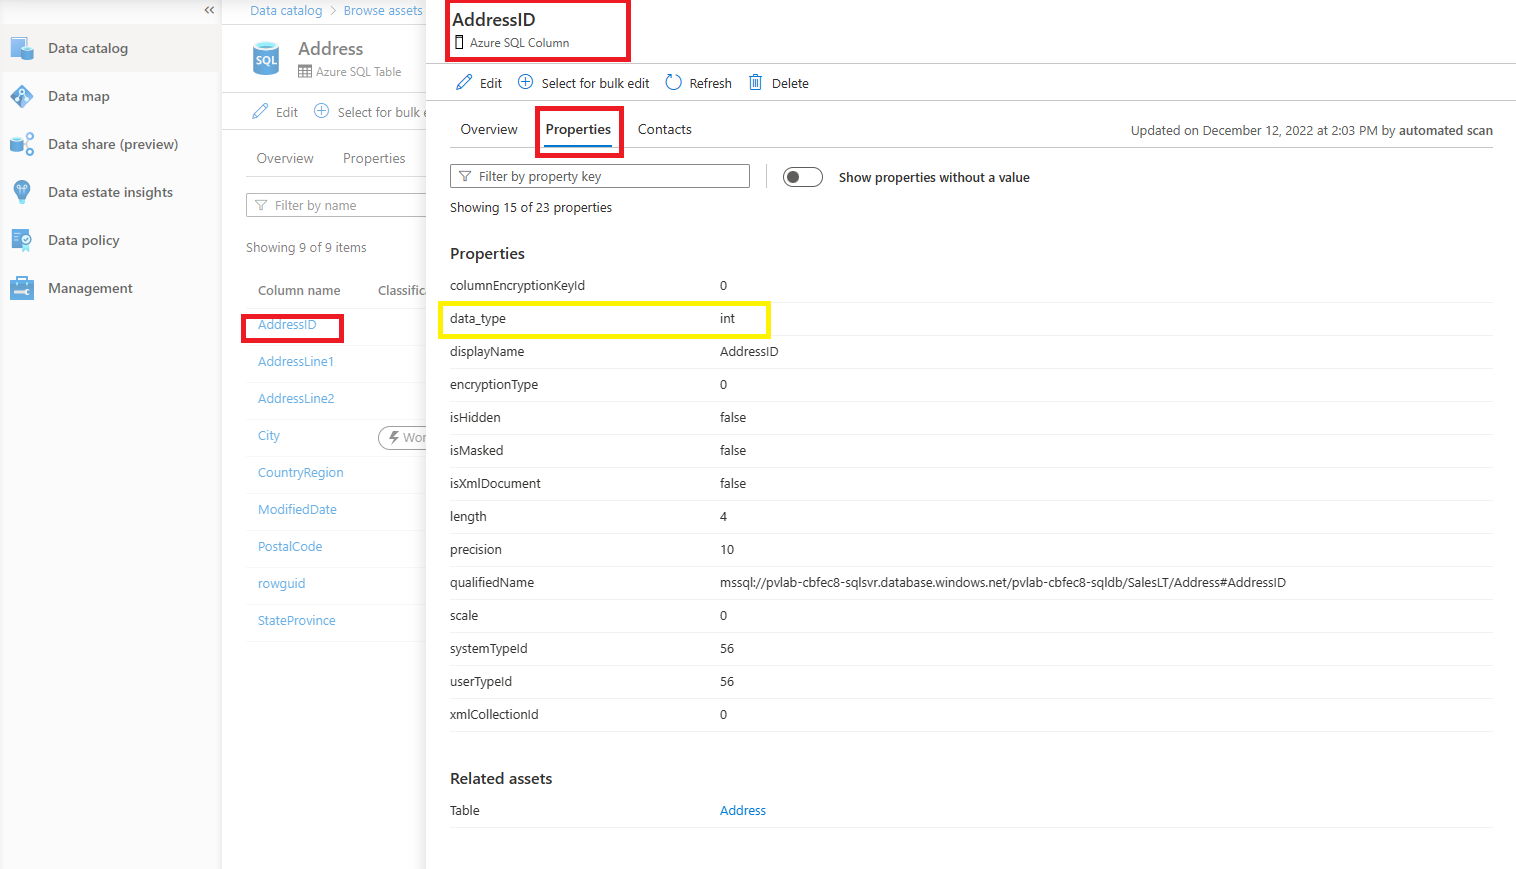 Data catalog
Data map
Data share (preview)
Data estate insights
Data policy
Management
Data catalog > Browse assets
SQL
Address
Azure SQL Table
Edit
Select for bulk
Overview
Properties
Filter by name
Showing 9 of 9 items
Column name
Classific
AddressID
AddressLine1
AddressLine2
City
Wor
CountryRegion
ModifiedDate
PostalCode
rowguid
StateProvince
AddressID
Azure SQL Column
Edit
Select for bulk edit
Refresh
Delete
Overview
Properties
Contacts
Updated on December 12, 2022 at 2:03 PM by automated scan
Filter by property key
Show properties without a value
Showing 15 of 23 properties
Properties
columnEncryptionKeyId 0
data_type int
displayName AddressID
encryptionType 0
isHidden false
isMasked false
isXmlDocument false
length 4
precision 10
qualifiedName mssql://pvlab-cbfec8-sqlsvr.database.windows.net/pvlab-cbfec8-sqldb/SalesLT/Address#AddressID
scale 0
systemTypeId 56
userTypeId 56
xmlCollectionId 0
Related assets
Table Address